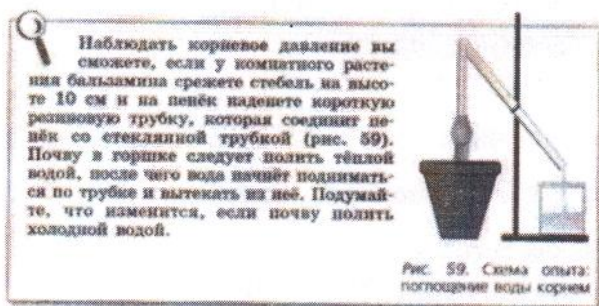 Наблюдать корневое давление вы
сможете, если у комнатного расте-
ния бальзамина срежете стебель на высо-
те 10 см и на пенёк наденете короткую
резиновую трубку, которая соединит пе-
нёк со стеклянной трубкой (рис. 59).
Почву в горшке следует полить тёплой
водой, после чего вода начнёт поднимать-
ся по трубке и вытекать из неё. Подумай-
те, что изменится, если почву полить
холодной водой.
Рис. 59. Схема опыта:
поглощение воды корнем